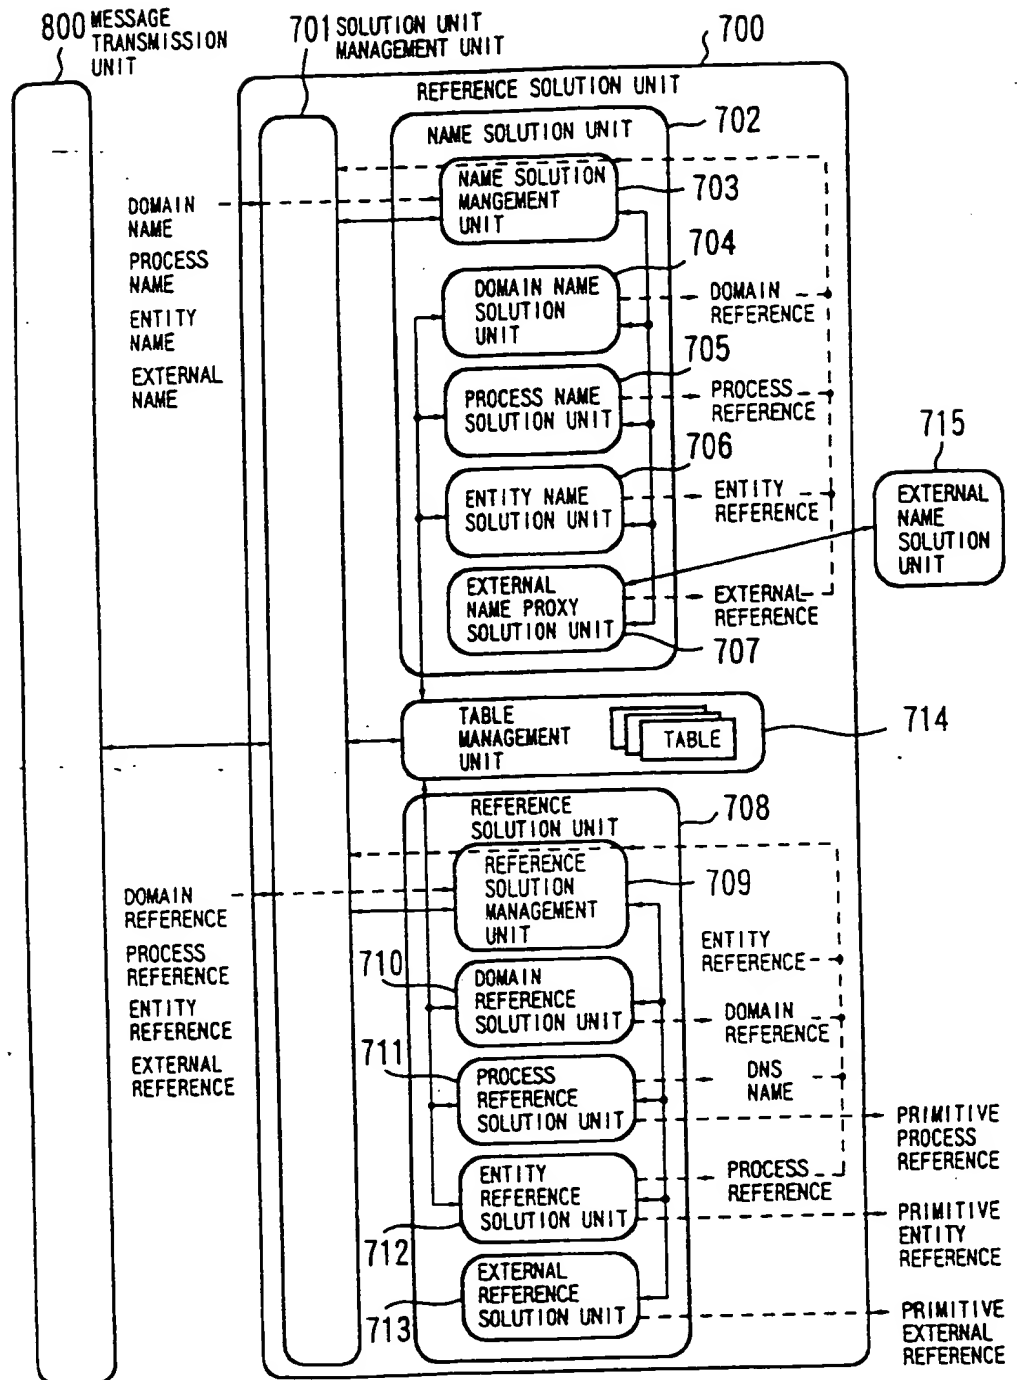 800 MESSAGE
TRANSMISSION
UNIT
701 SOLUTION UNIT
MANAGEMENT UNIT
700
REFERENCE SOLUTION UNIT
NAME SOLUTION UNIT
702
NAME SOLUTION
MANGEMENT
UNIT
703
DOMAIN
NAME
PROCESS
NAME
ENTITY
NAME
EXTERNAL
NAME
704
DOMAIN NAME
SOLUTION
UNIT
DOMAIN
REFERENCE
705
PROCESS NAME
SOLUTION UNIT
PROCESS
REFERENCE
706
ENTITY NAME
SOLUTION UNIT
ENTITY
REFERENCE
715
EXTERNAL
NAME
SOLUTION
UNIT
EXTERNAL
NAME PROXY
SOLUTION UNIT
EXTERNAL
REFERENCE
707
TABLE
MANAGEMENT
UNIT
TABLE
714
REFERENCE
SOLUTION UNIT
708
REFERENCE
SOLUTION
MANAGEMENT
UNIT
709
DOMAIN
REFERENCE
PROCESS
REFERENCE
ENTITY
REFERENCE
EXTERNAL
REFERENCE
ENTITY
REFERENCE
710
DOMAIN
REFERENCE
SOLUTION UNIT
DOMAIN
REFERENCE
711
PROCESS
REFERENCE
SOLUTION UNIT
DNS
NAME
PRIMITIVE
PROCESS
REFERENCE
ENTITY
REFERENCE
SOLUTION UNIT
712
PROCESS
REFERENCE
PRIMITIVE
ENTITY
REFERENCE
EXTERNAL
REFERENCE
SOLUTION UNIT
713
PRIMITIVE
EXTERNAL
REFERENCE